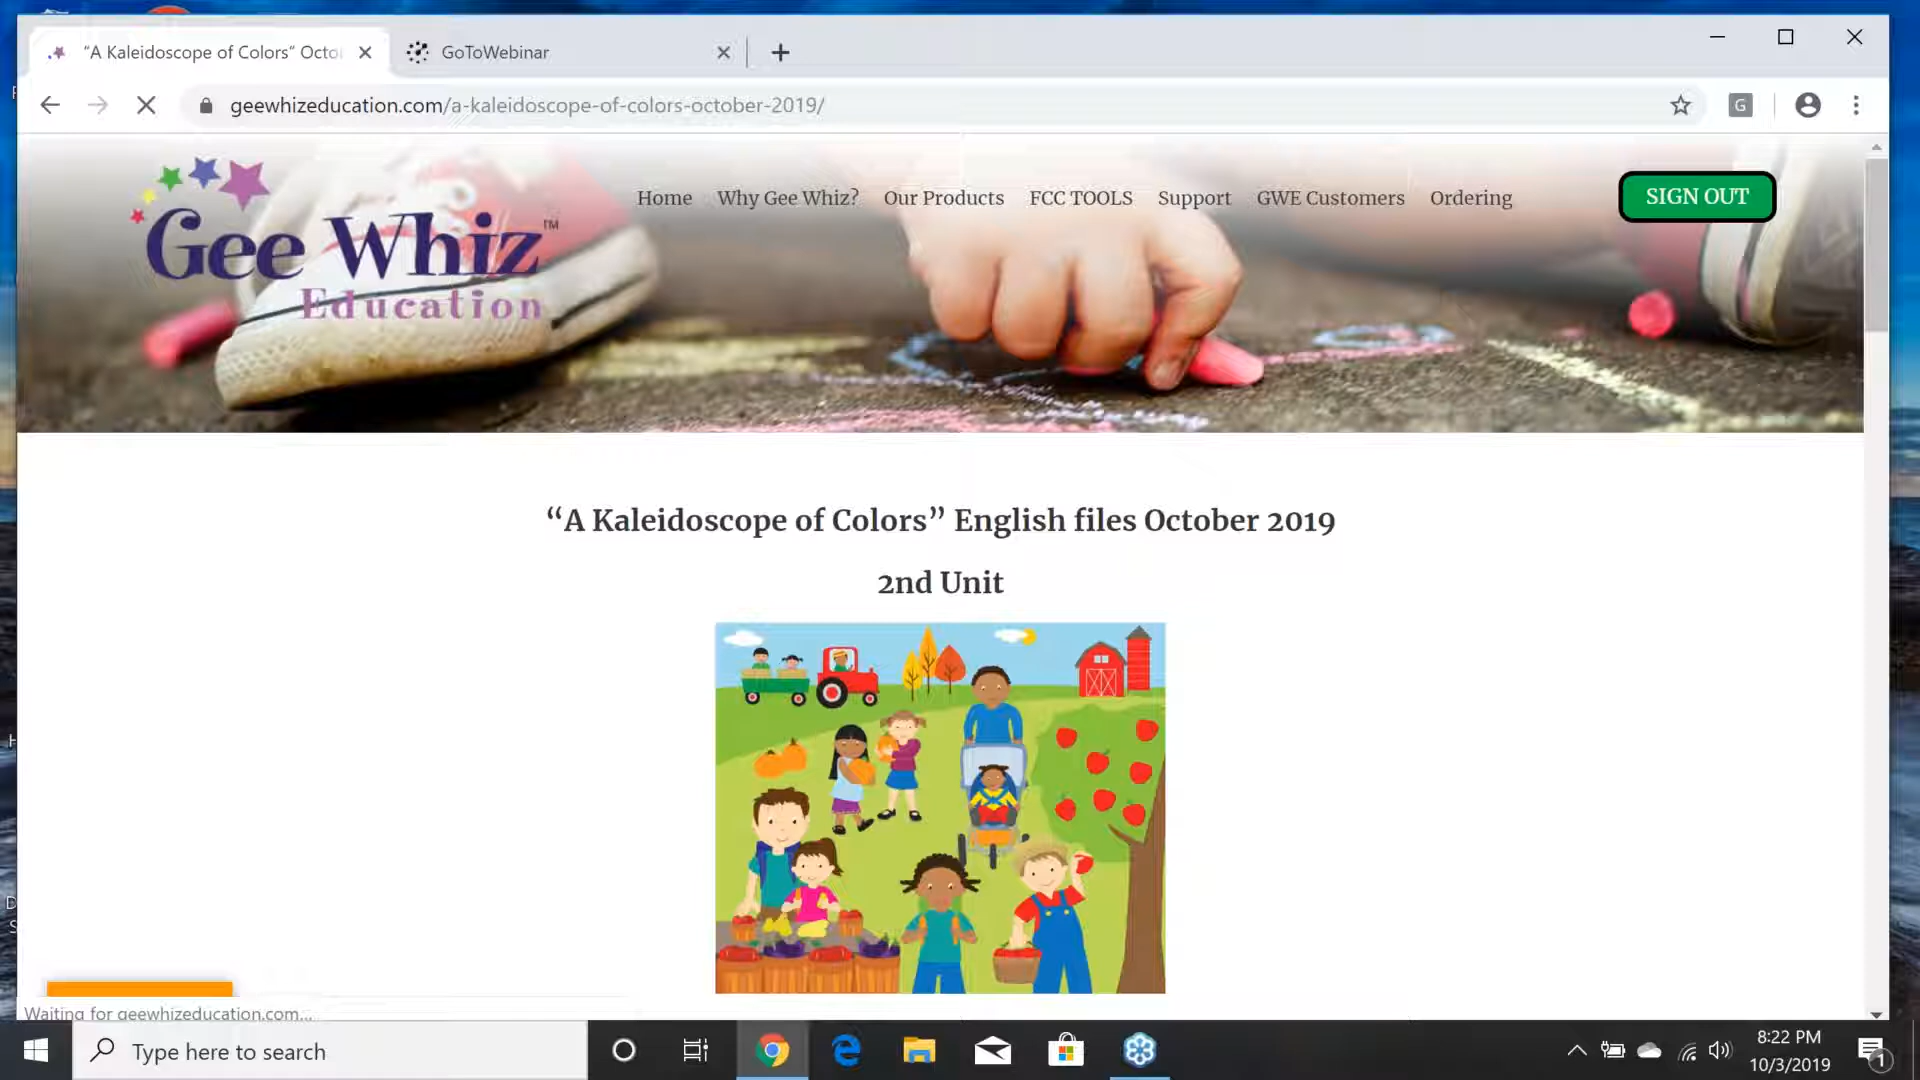 "A Kaleidoscope of Colors" Octo
GoToWebinar
geewhizeducation.com/a-kaleidoscope-of-colors-october-2019/
G
Gee Whiz™
Education
Home Why Gee Whiz? Our Products FCC TOOLS Support GWE Customers Ordering
SIGN OUT
“A Kaleidoscope of Colors” English files October 2019
2nd Unit
Waiting for geewhizeducation.com...
Type here to search
8:22 PM
10/3/2019
1